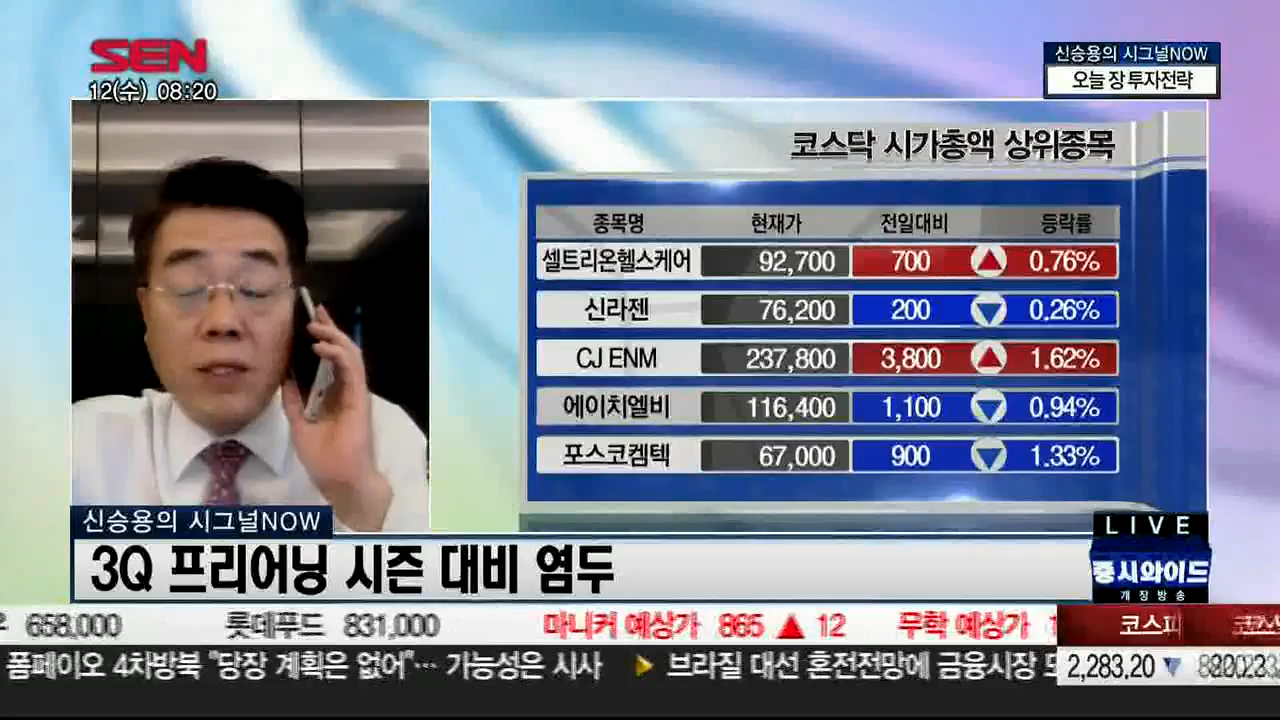 SEN
12(수) 08:20
신승용의 시그널NOW
오늘 장 투자전략
코스닥 시가총액 상위종목
종목명 현재가 전일대비 등락률
셀트리온헬스케어 92,700 700 ▲ 0.76%
신라젠 76,200 200 ▼ 0.26%
CJ ENM 237,800 3,800 ▲ 1.62%
에이치엘비 116,400 1,100 ▼ 0.94%
포스코켐텍 67,000 900 ▼ 1.33%
신승용의 시그널NOW
3Q 프리어닝 시즌 대비 염두
LIVE
증시와이드
개장방송
658,000 롯데푸드 831,000 마니커 예상가 865 ▲ 12 무학 예상가
코스피
폼페이오 4차방북 "당장 계획은 없어"… 가능성은 시사 ▶ 브라질 대선 혼전전망에 금융시장
2,283.20 ▼